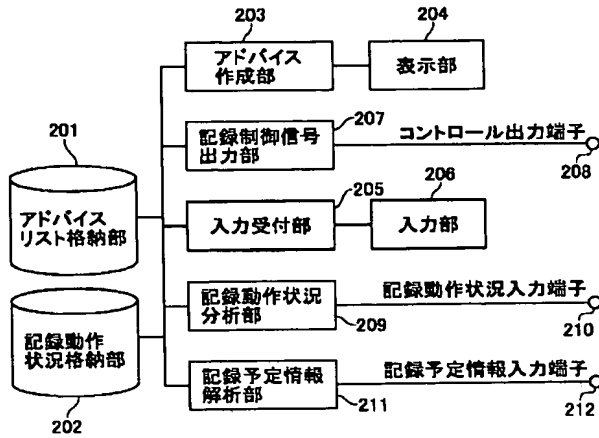 203
204
アドバイス
作成部
表示部
207
記録制御信号
出力部
コントロール出力端子
208
201
アドバイス
リスト格納部
205
206
入力受付部
入力部
記録動作状況
分析部
記録動作状況入力端子
209
210
記録動作
状況格納部
202
記録予定情報
解析部
記録予定情報入力端子
211
212